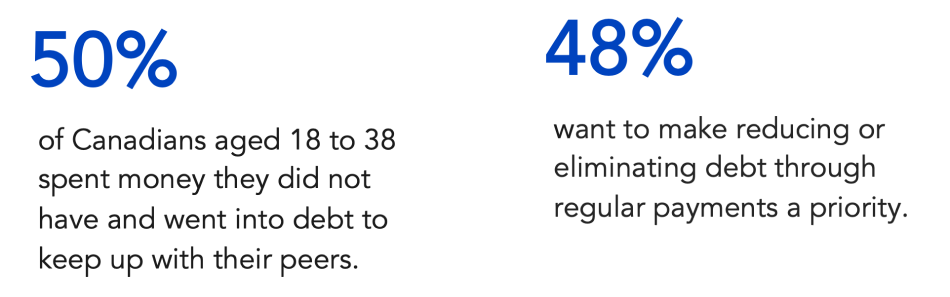 50%
of Canadians aged 18 to 38
spent money they did not
have and went into debt to
keep up with their peers.
48%
want to make reducing or
eliminating debt through
regular payments a priority.